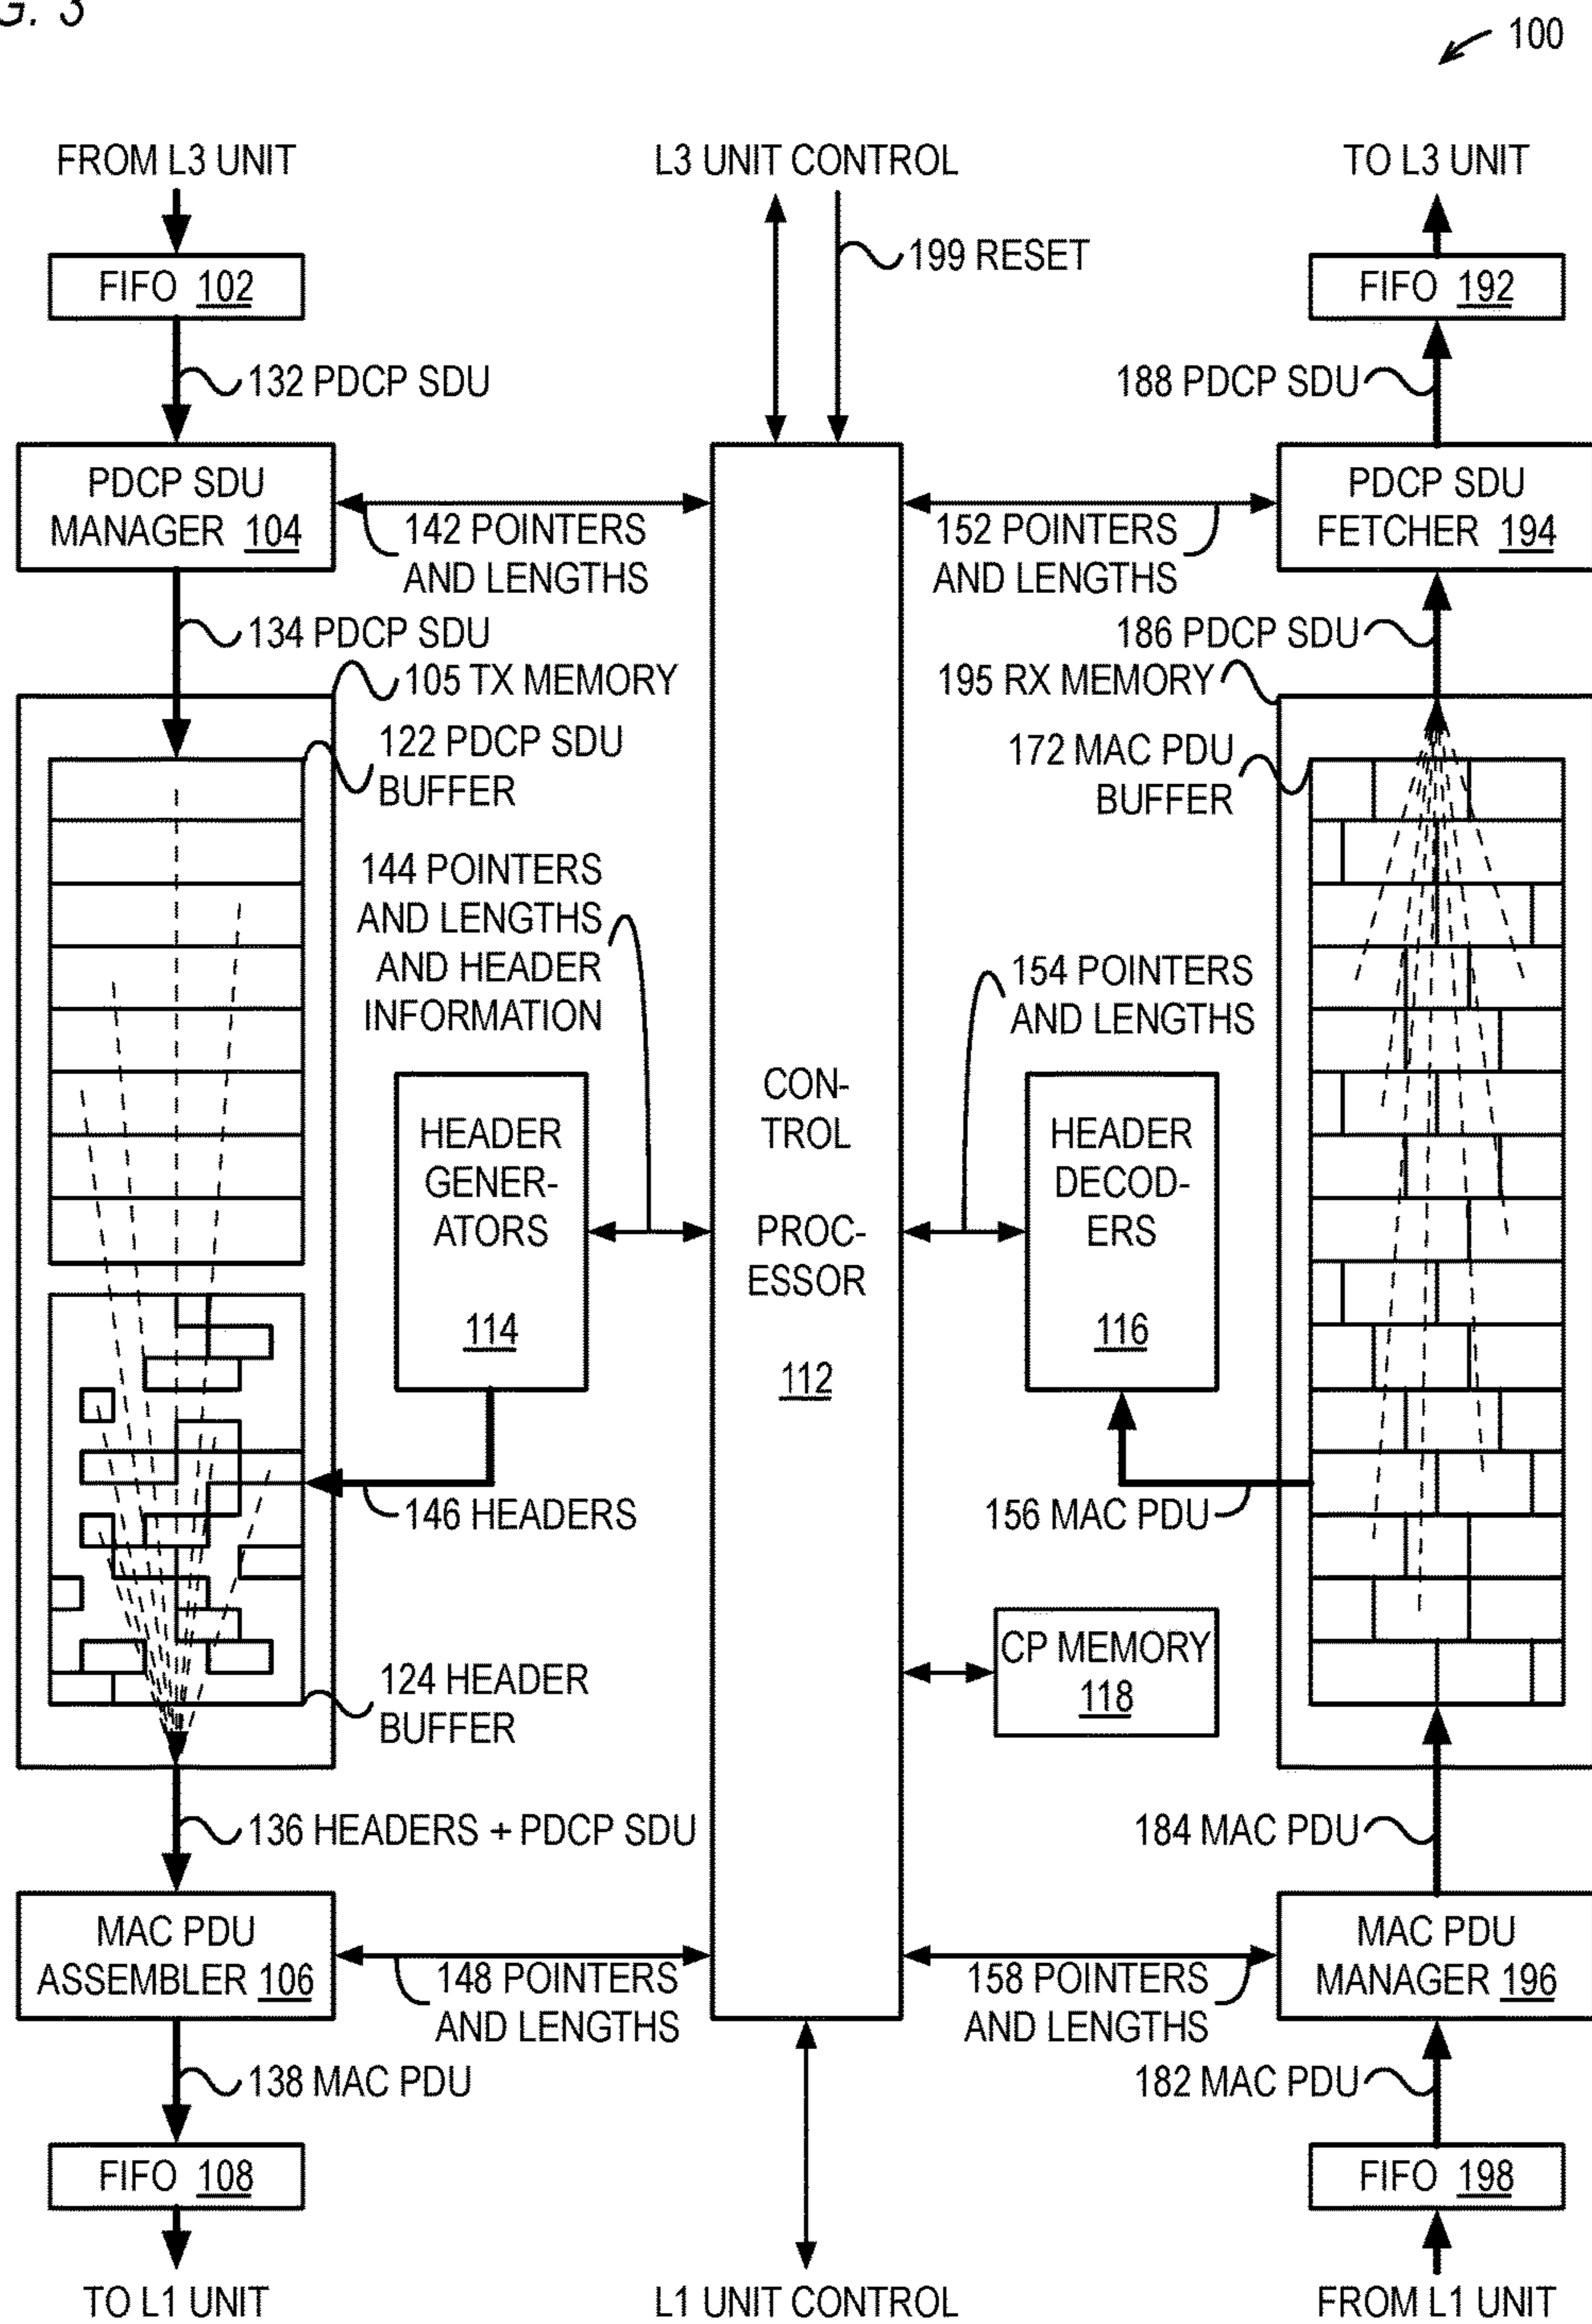 G. 3
100
FROM L3 UNIT
L3 UNIT CONTROL
TO L3 UNIT
199 RESET
FIFO 102
FIFO 192
132 PDCP SDU
188 PDCP SDU
PDCP SDU
MANAGER 104
PDCP SDU
FETCHER 194
142 POINTERS
AND LENGTHS
152 POINTERS
AND LENGTHS
134 PDCP SDU
186 PDCP SDU
105 TX MEMORY
195 RX MEMORY
122 PDCP SDU
BUFFER
172 MAC PDU
BUFFER
144 POINTERS
AND LENGTHS
AND HEADER
INFORMATION
154 POINTERS
AND LENGTHS
HEADER
GENER-
ATORS
114
CON-
TROL
PROC-
ESSOR
112
HEADER
DECOD-
ERS
116
146 HEADERS
156 MAC PDU
CP MEMORY
118
124 HEADER
BUFFER
136 HEADERS + PDCP SDU
184 MAC PDU
MAC PDU
ASSEMBLER 106
MAC PDU
MANAGER 196
148 POINTERS
AND LENGTHS
158 POINTERS
AND LENGTHS
138 MAC PDU
182 MAC PDU
FIFO 108
FIFO 198
TO L1 UNIT
L1 UNIT CONTROL
FROM L1 UNIT